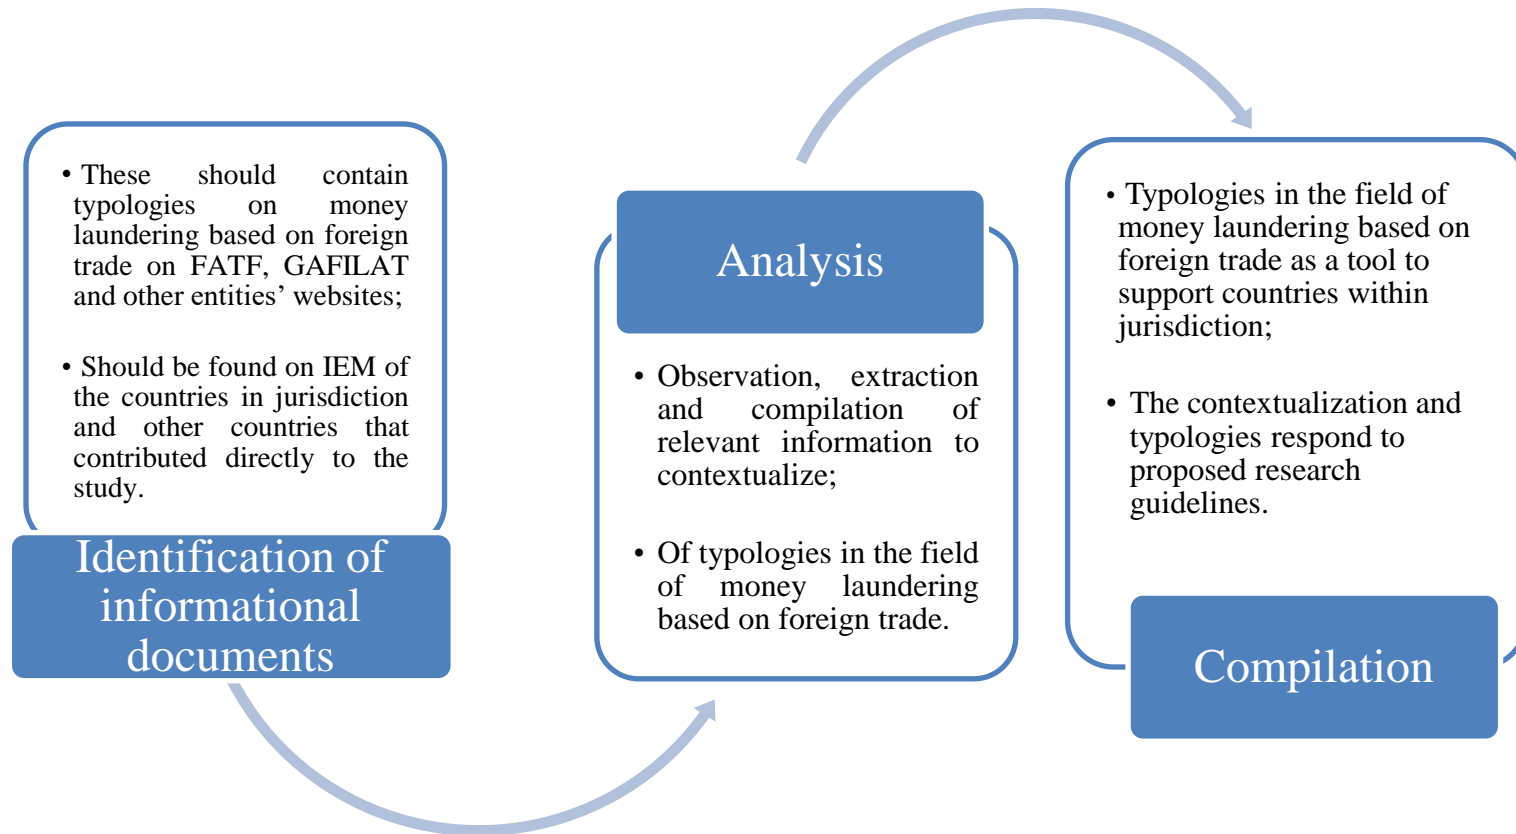 • These should contain
typologies on money
laundering based on foreign
trade on FATF, GAFILAT
and other entities’ websites;
• Should be found on IEM of
the countries in jurisdiction
and other countries that
contributed directly to the
study.
Identification of
informational
documents
Analysis
• Observation, extraction
and compilation of
relevant information to
contextualize;
• Of typologies in the field
of money laundering
based on foreign trade.
• Typologies in the field of
money laundering based on
foreign trade as a tool to
support countries within
jurisdiction;
• The contextualization and
typologies respond to
proposed research
guidelines.
Compilation